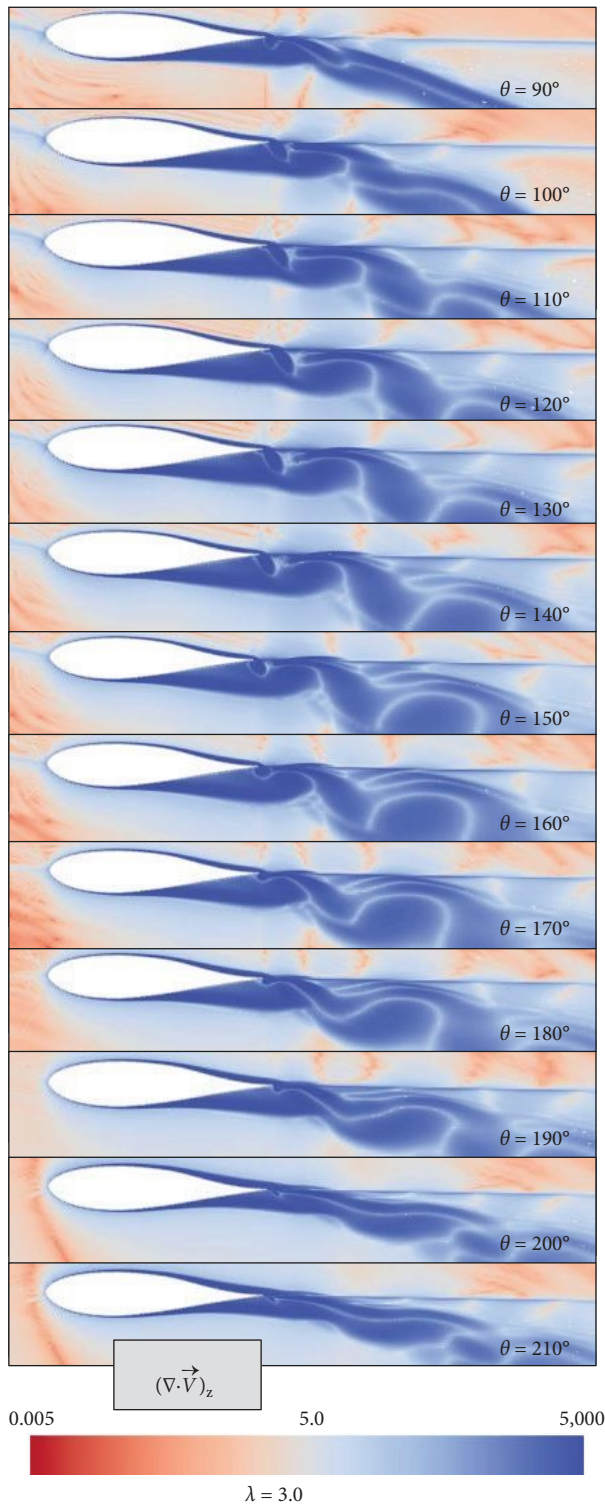 θ = 90°
θ = 100°
θ = 110°
θ = 120°
θ = 130°
θ = 140°
θ = 150°
θ = 160°
θ = 170°
θ = 180°
θ = 190°
θ = 200°
θ = 210°
(∇·V⃗)z
0.005 5.0 5,000
λ = 3.0